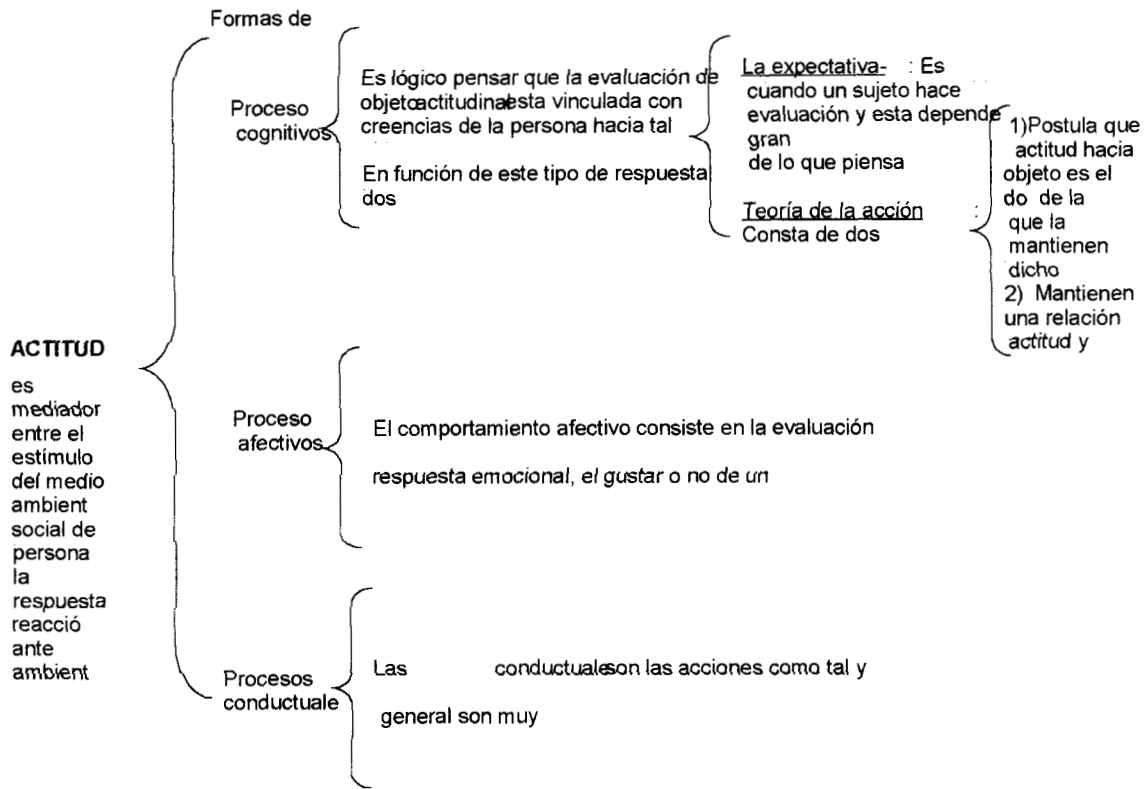 Formas de
ACTITUD
es
mediador
entre el
estímulo
del medio
ambient
social de
persona
la
respuesta
reacció
ante
ambient
Proceso
cognitivos
Es lógico pensar que la evaluación de
objeto actitudinal esta vinculada con
creencias de la persona hacia tal
En función de este tipo de respuesta
dos
La expectativa- : Es
cuando un sujeto hace
evaluación y esta depende
gran
de lo que piensa
Teoría de la acción :
Consta de dos
1)Postula que
actitud hacia
objeto es el
do de la
que la
mantienen
dicho
2) Mantienen
una relación
actitud y
Proceso
afectivos
El comportamiento afectivo consiste en la evaluación
respuesta emocional, el gustar o no de un
Procesos
conductuale
Las conductuale son las acciones como tal y
general son muy